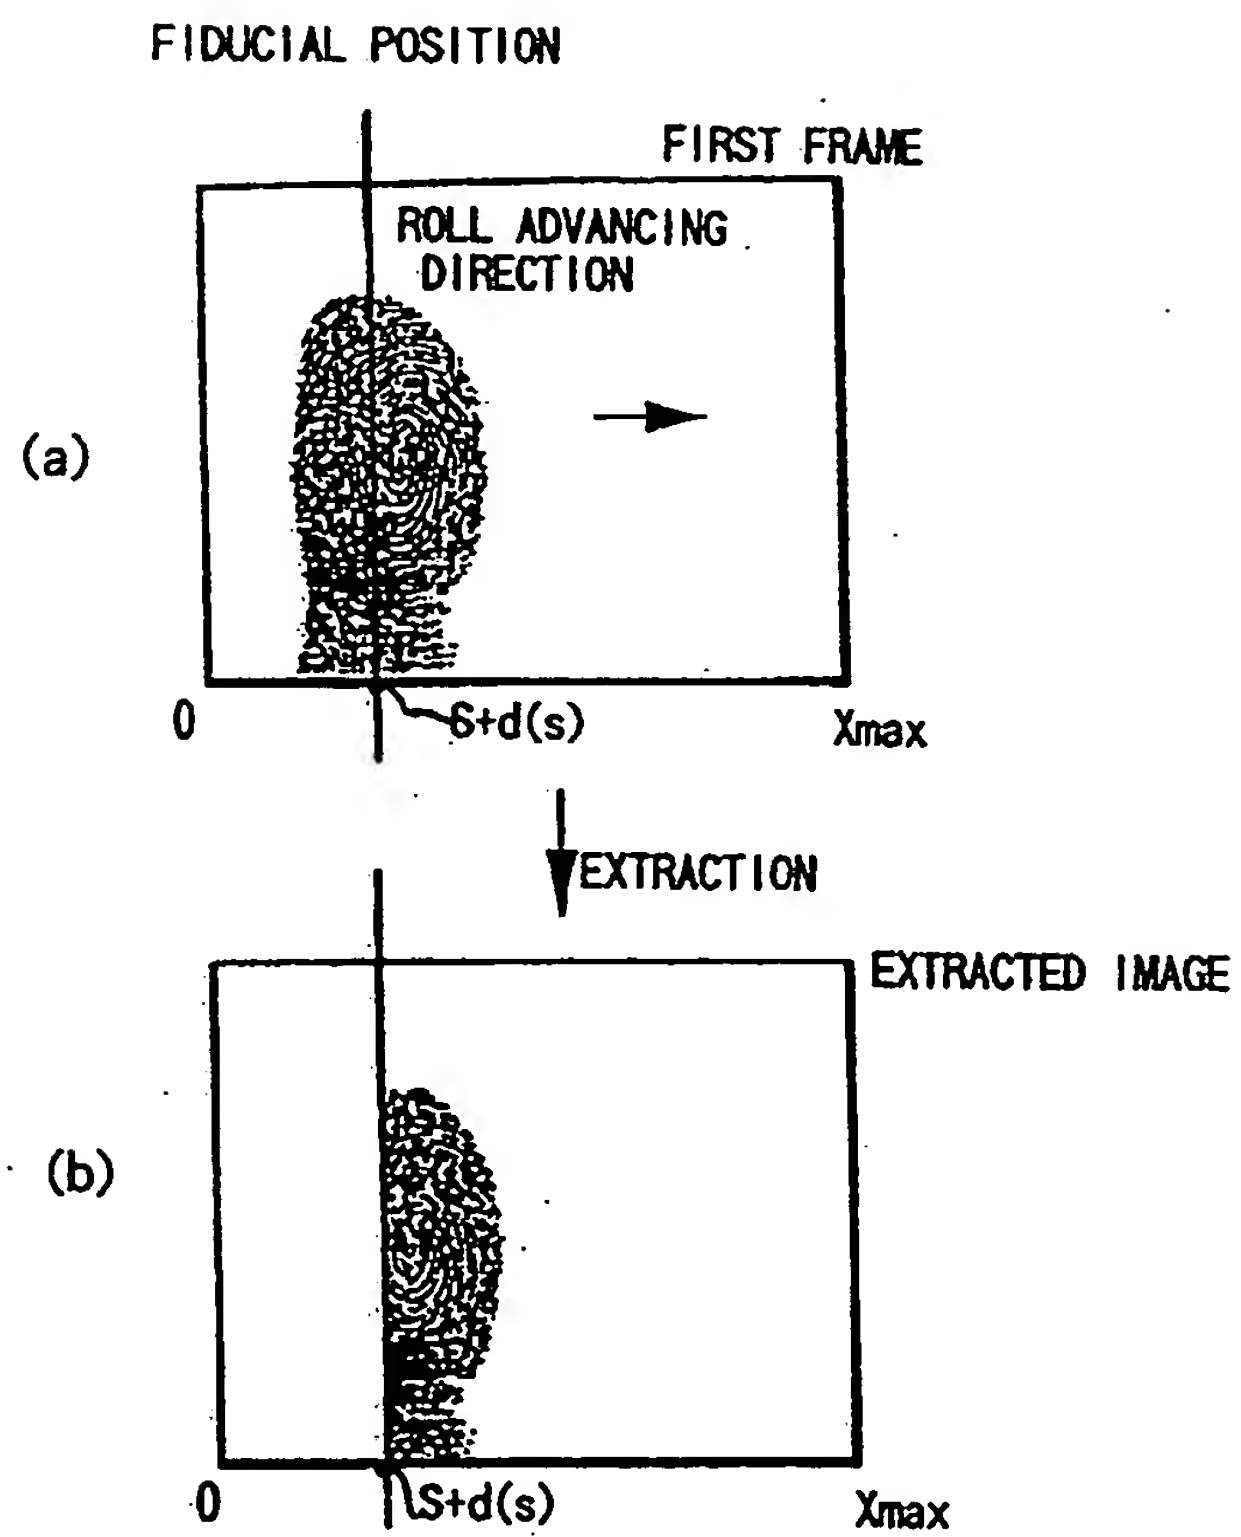 FIDUCIAL POSITION
FIRST FRAME
ROLL ADVANCING
DIRECTION
(a)
0
S+d(s)
Xmax
EXTRACTION
EXTRACTED IMAGE
(b)
0
S+d(s)
Xmax